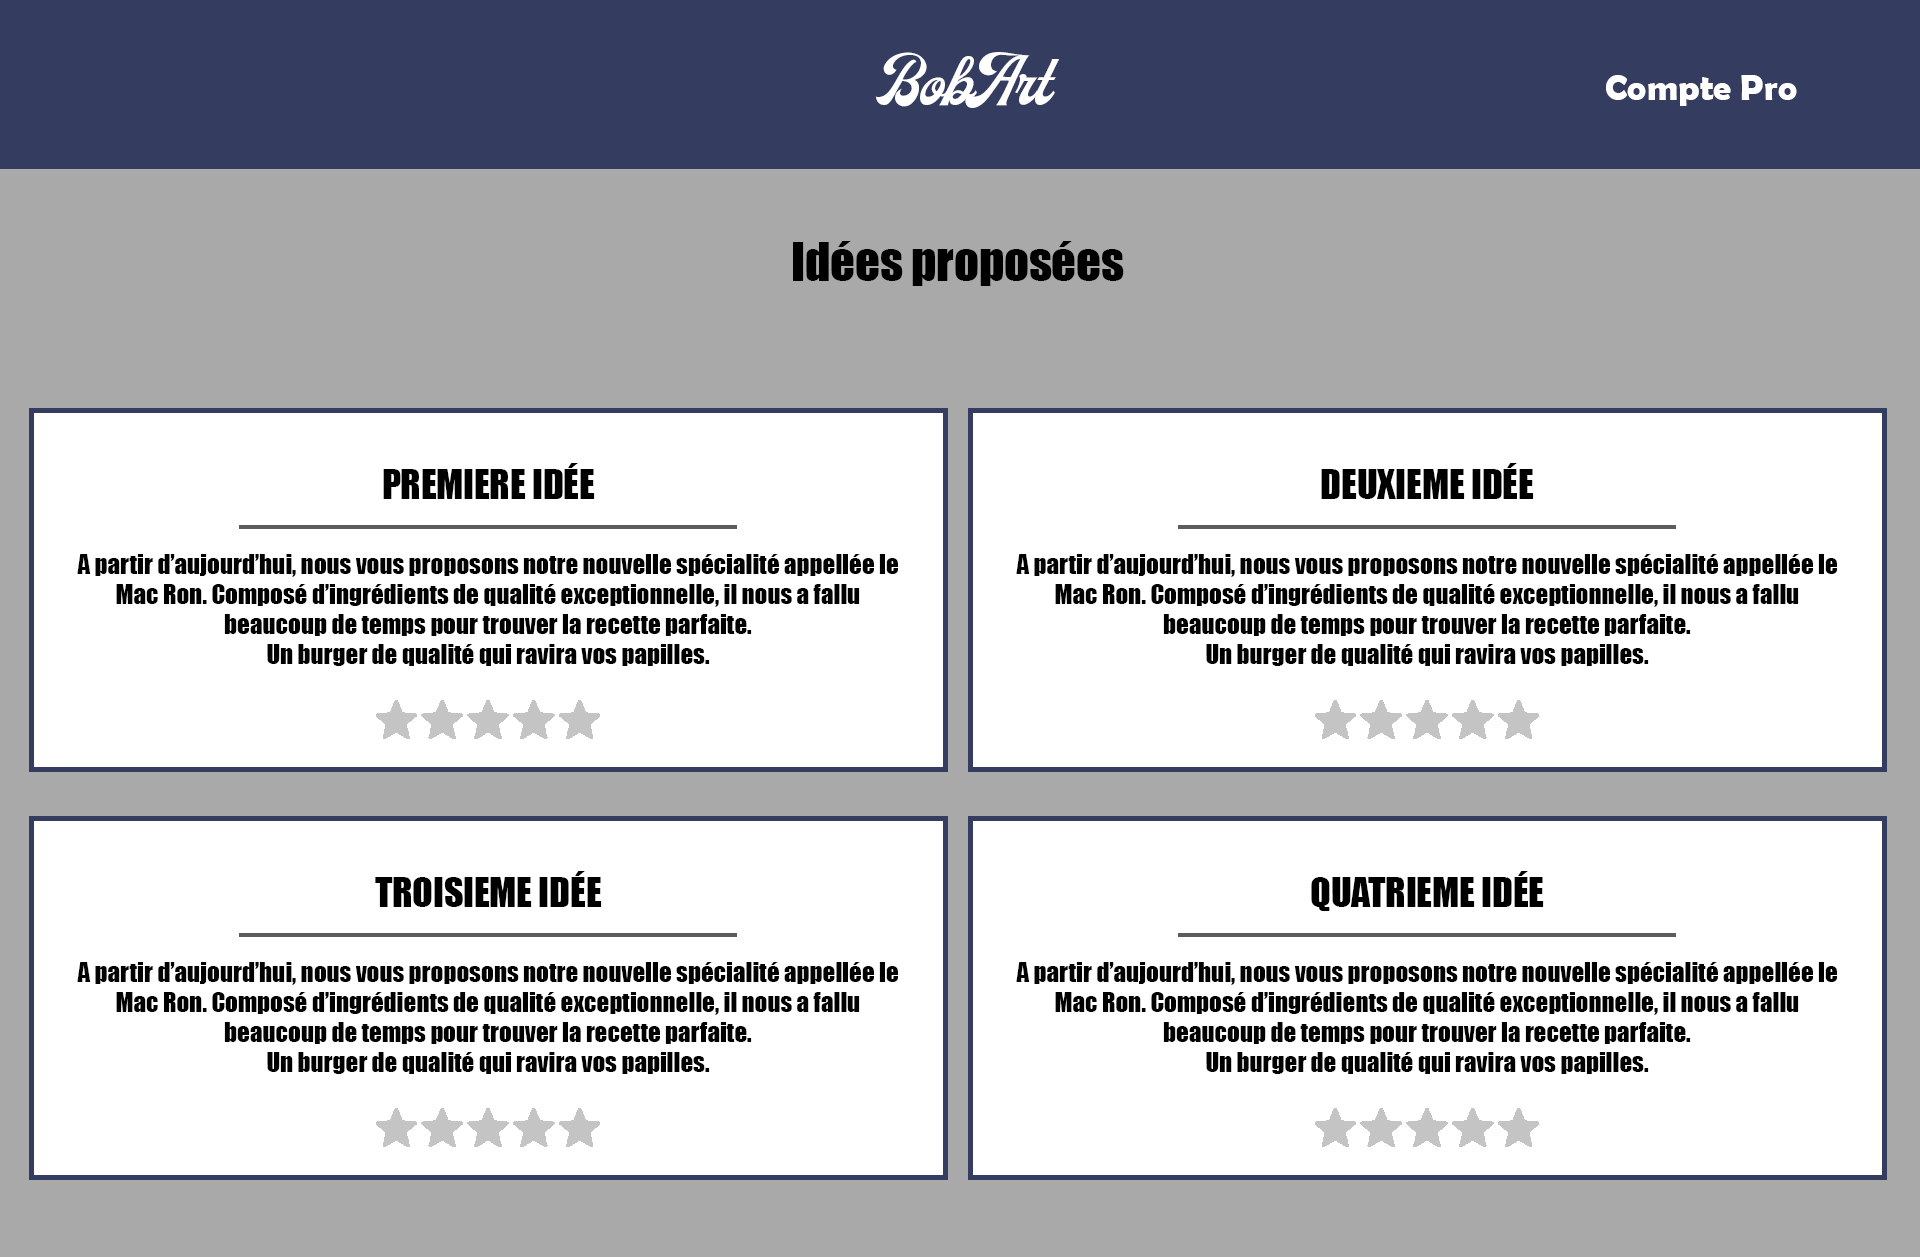 BobArt
Compte Pro
Idées proposées
PREMIERE IDÉE
A partir d’aujourd’hui, nous vous proposons notre nouvelle spécialité appellée le
Mac Ron. Composé d’ingrédients de qualité exceptionnelle, il nous a fallu
beaucoup de temps pour trouver la recette parfaite.
Un burger de qualité qui ravira vos papilles.
DEUXIEME IDÉE
A partir d’aujourd’hui, nous vous proposons notre nouvelle spécialité appellée le
Mac Ron. Composé d’ingrédients de qualité exceptionnelle, il nous a fallu
beaucoup de temps pour trouver la recette parfaite.
Un burger de qualité qui ravira vos papilles.
TROISIEME IDÉE
A partir d’aujourd’hui, nous vous proposons notre nouvelle spécialité appellée le
Mac Ron. Composé d’ingrédients de qualité exceptionnelle, il nous a fallu
beaucoup de temps pour trouver la recette parfaite.
Un burger de qualité qui ravira vos papilles.
QUATRIEME IDÉE
A partir d’aujourd’hui, nous vous proposons notre nouvelle spécialité appellée le
Mac Ron. Composé d’ingrédients de qualité exceptionnelle, il nous a fallu
beaucoup de temps pour trouver la recette parfaite.
Un burger de qualité qui ravira vos papilles.